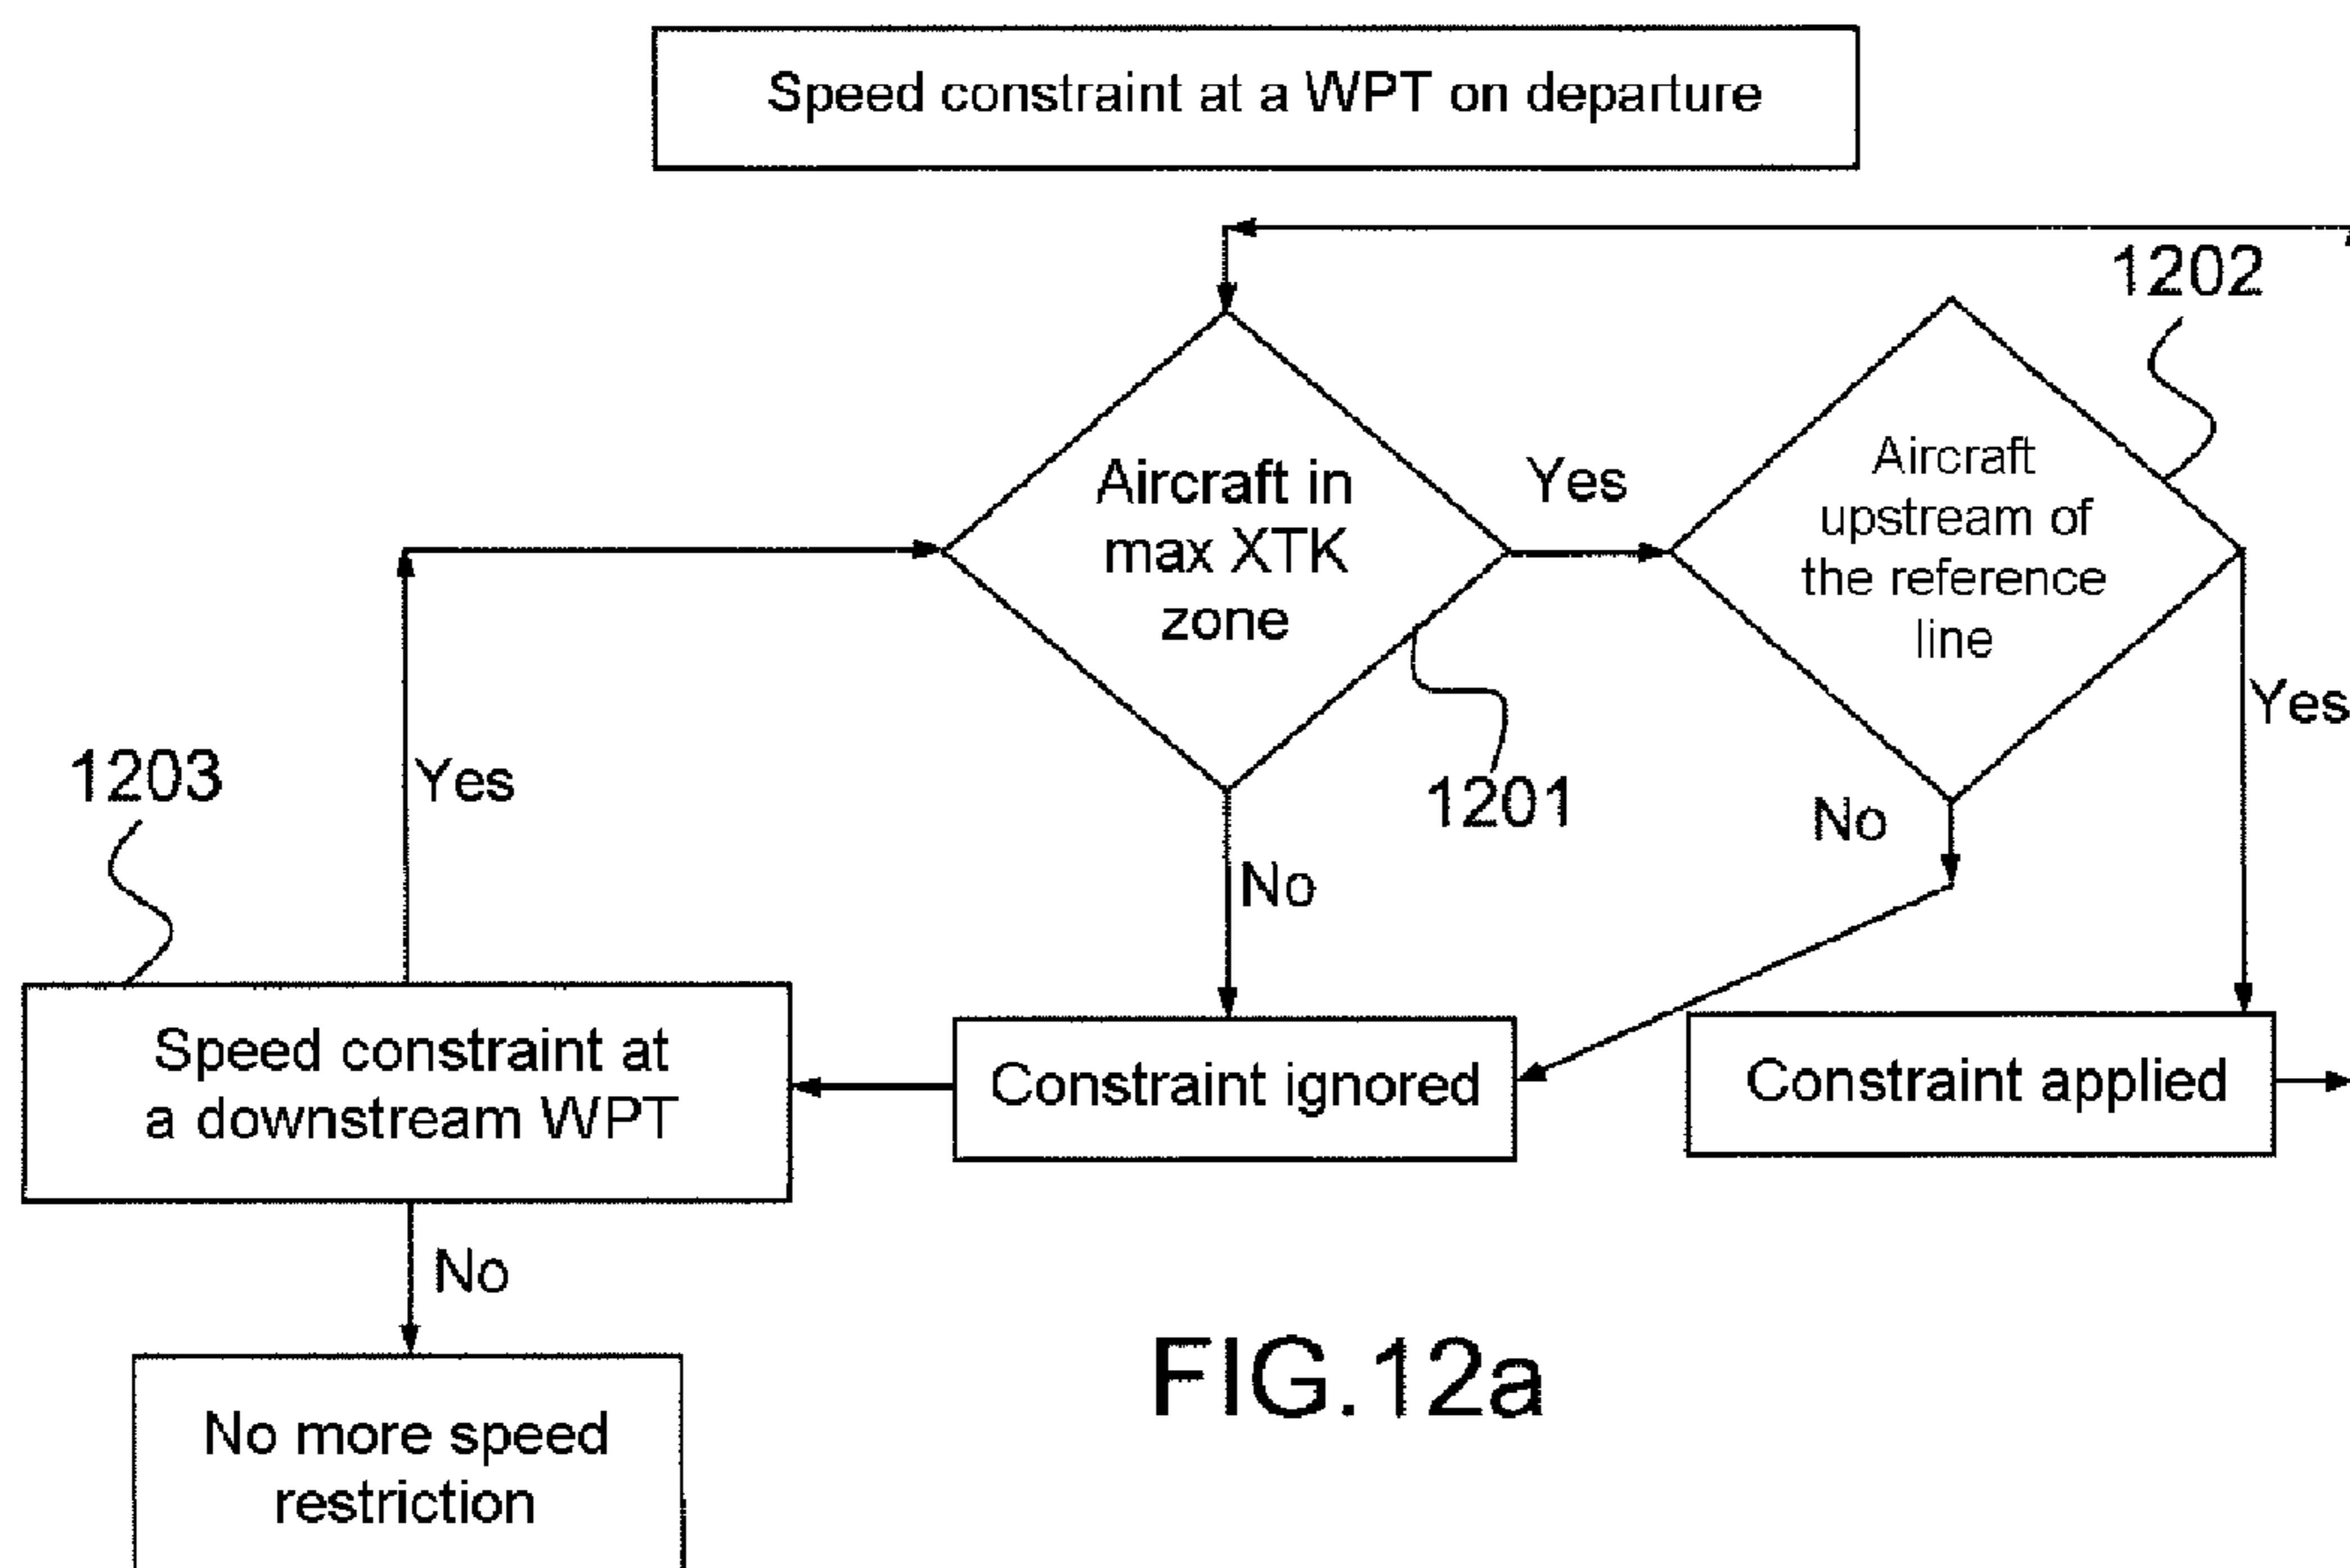 Speed constraint at a WPT on departure
1202
Aircraft in
max XTK
zone
Yes
Aircraft
upstream of
the reference
line
Yes
1203
Yes
1201
No
No
Speed constraint at
a downstream WPT
Constraint ignored
Constraint applied
No
No more speed
restriction
FIG.12a